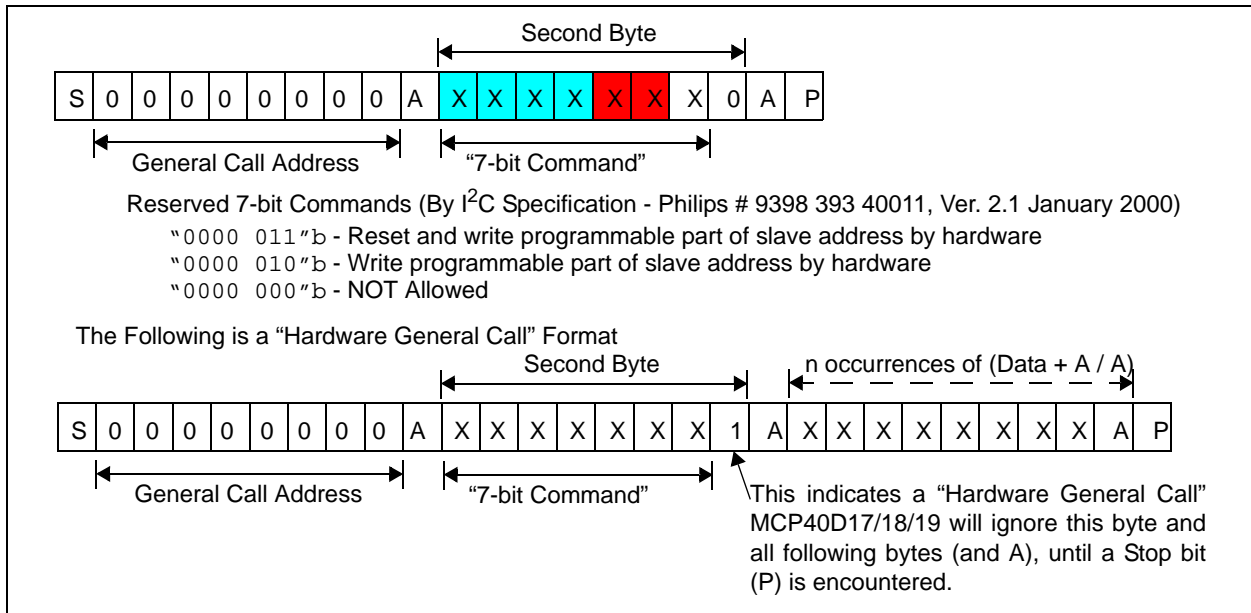 Second Byte
S 0 0 0 0 0 0 0 0 A X X X X X X X 0 A P
General Call Address “7-bit Command”
Reserved 7-bit Commands (By I2C Specification - Philips # 9398 393 40011, Ver. 2.1 January 2000)
“0000 011”b - Reset and write programmable part of slave address by hardware
“0000 010”b - Write programmable part of slave address by hardware
“0000 000”b - NOT Allowed
The Following is a “Hardware General Call” Format
Second Byte n occurrences of (Data + A / A)
S 0 0 0 0 0 0 0 0 A X X X X X X X 1 A X X X X X X X X A P
General Call Address “7-bit Command”
This indicates a “Hardware General Call”
MCP40D17/18/19 will ignore this byte and
all following bytes (and A), until a Stop bit
(P) is encountered.